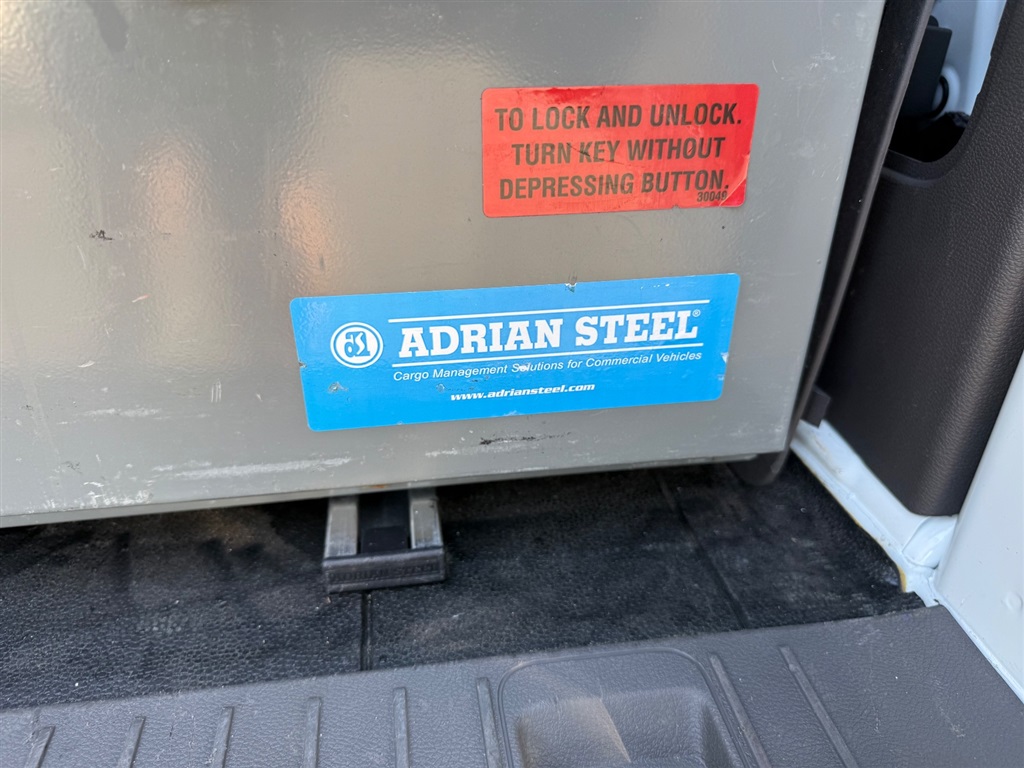 TO LOCK AND UNLOCK.
TURN KEY WITHOUT
DEPRESSING BUTTON.
30049
ADRIAN STEEL®
Cargo Management Solutions for Commercial Vehicles
www.adriansteel.com